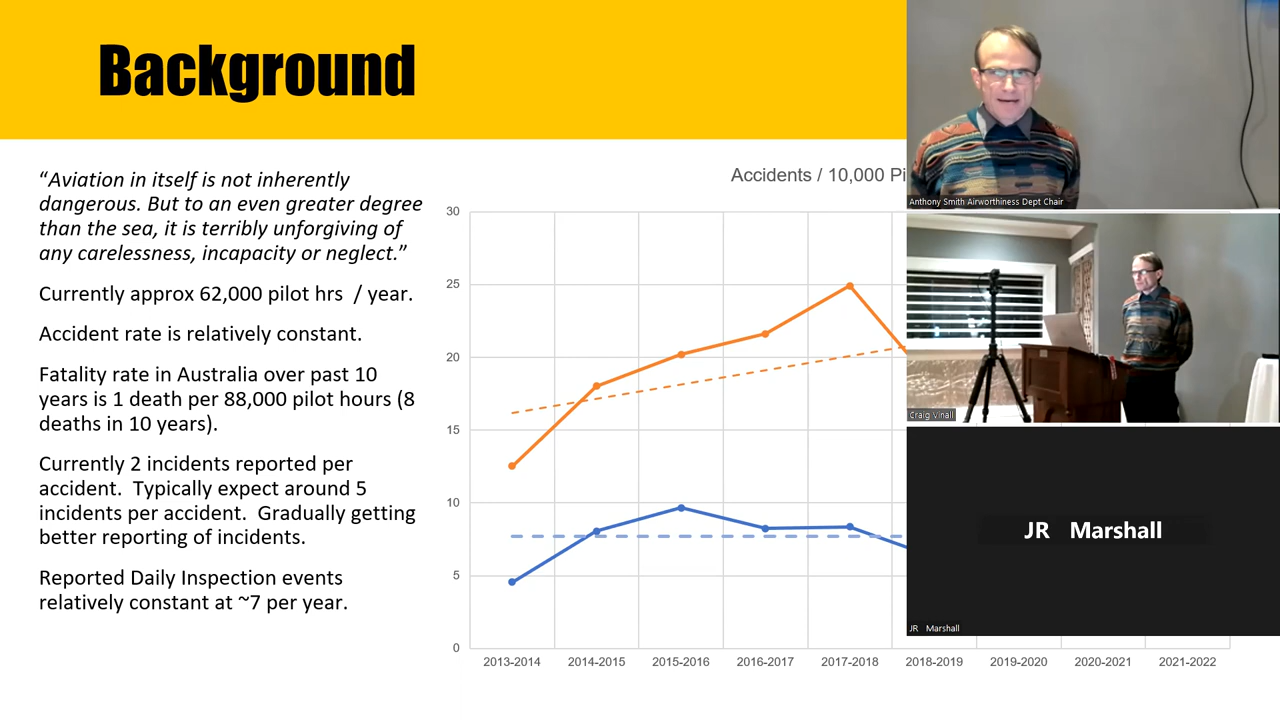 Background
“Aviation in itself is not inherently
dangerous. But to an even greater degree
than the sea, it is terribly unforgiving of
any carelessness, incapacity or neglect.”
Currently approx 62,000 pilot hrs / year.
Accident rate is relatively constant.
Fatality rate in Australia over past 10
years is 1 death per 88,000 pilot hours (8
deaths in 10 years).
Currently 2 incidents reported per
accident. Typically expect around 5
incidents per accident. Gradually getting
better reporting of incidents.
Reported Daily Inspection events
relatively constant at ~7 per year.
Accidents / 10,000 Pi
30
25
20
15
10
5
0
2013-2014 2014-2015 2015-2016 2016-2017 2017-2018 2018-2019 2019-2020 2020-2021 2021-2022
Anthony Smith Airworthiness Dept Chair
Craig Vinall
JR Marshall
JR Marshall